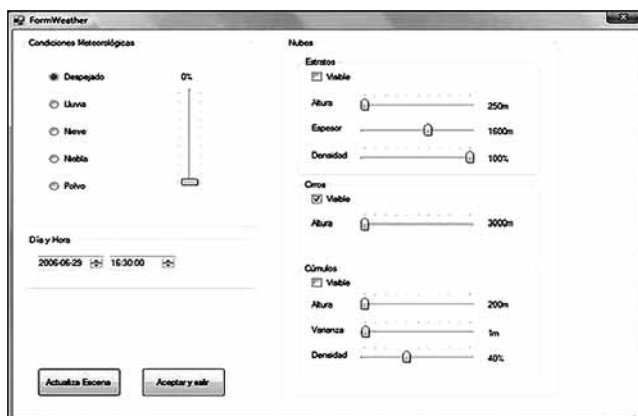 FormWeather
Condiciones Meteorológicas
Despejado
0%
Lluvia
Nieve
Niebla
Polvo
Día y Hora
2006-06-29
16:30:00
Actualiza Escena
Aceptar y salir
Nubes
Estratos
Visible
Altura
250m
Espesor
1600m
Densidad
100%
Cirros
Visible
Altura
3000m
Cúmulos
Visible
Altura
200m
Varianza
1m
Densidad
40%